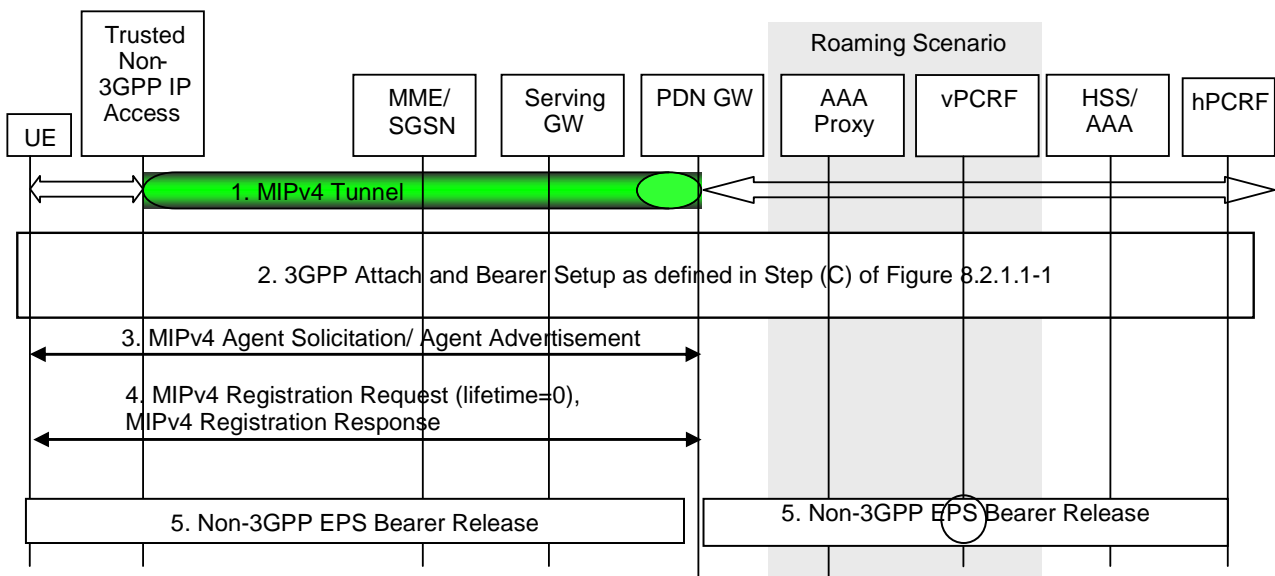 Roaming Scenario
Trusted
Non-
3GPP IP
Access
UE
MME/
SGSN
Serving
GW
PDN GW
AAA
Proxy
vPCRF
HSS/
AAA
hPCRF
1. MIPv4 Tunnel
2. 3GPP Attach and Bearer Setup as defined in Step (C) of Figure 8.2.1.1-1
3. MIPv4 Agent Solicitation/ Agent Advertisement
4. MIPv4 Registration Request (lifetime=0),
MIPv4 Registration Response
5. Non-3GPP EPS Bearer Release
5. Non-3GPP EPS Bearer Release